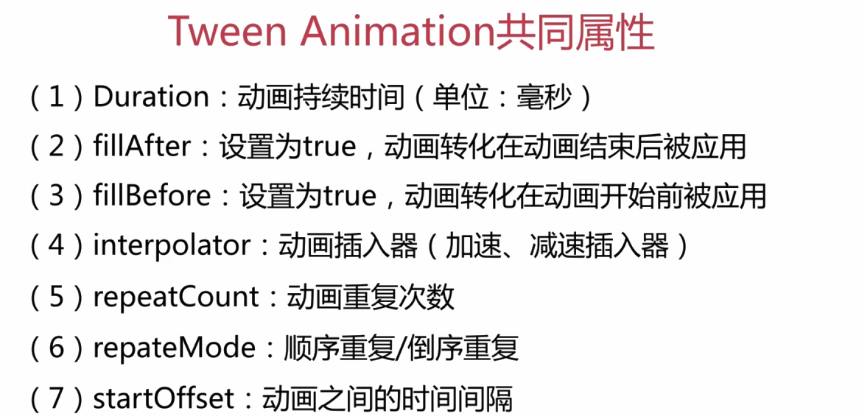 Tween Animation共同属性
（1）Duration：动画持续时间（单位：毫秒）
（2）fillAfter：设置为true，动画转化在动画结束后被应用
（3）fillBefore：设置为true，动画转化在动画开始前被应用
（4）interpolator：动画插入器（加速、减速插入器）
（5）repeatCount：动画重复次数
（6）repateMode：顺序重复/倒序重复
（7）startOffset：动画之间的时间间隔